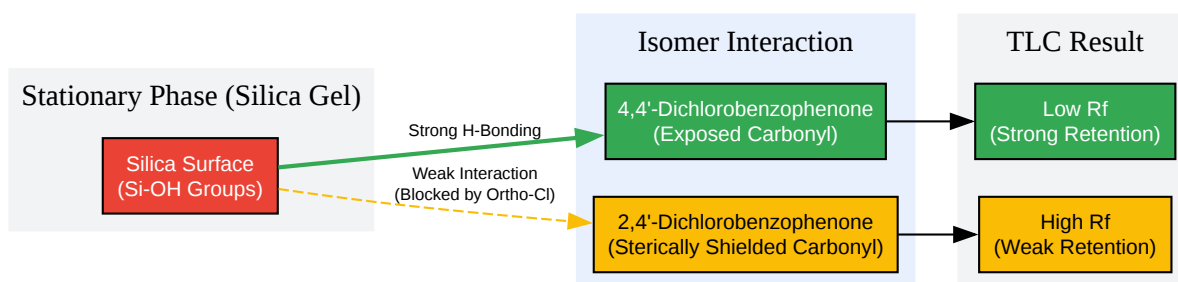 Stationary Phase (Silica Gel)
Silica Surface
(Si-OH Groups)
Strong H-Bonding
Weak Interaction
(Blocked by Ortho-Cl)
Isomer Interaction
4,4'-Dichlorobenzophenone
(Exposed Carbonyl)
2,4'-Dichlorobenzophenone
(Sterically Shielded Carbonyl)
TLC Result
Low Rf
(Strong Retention)
High Rf
(Weak Retention)